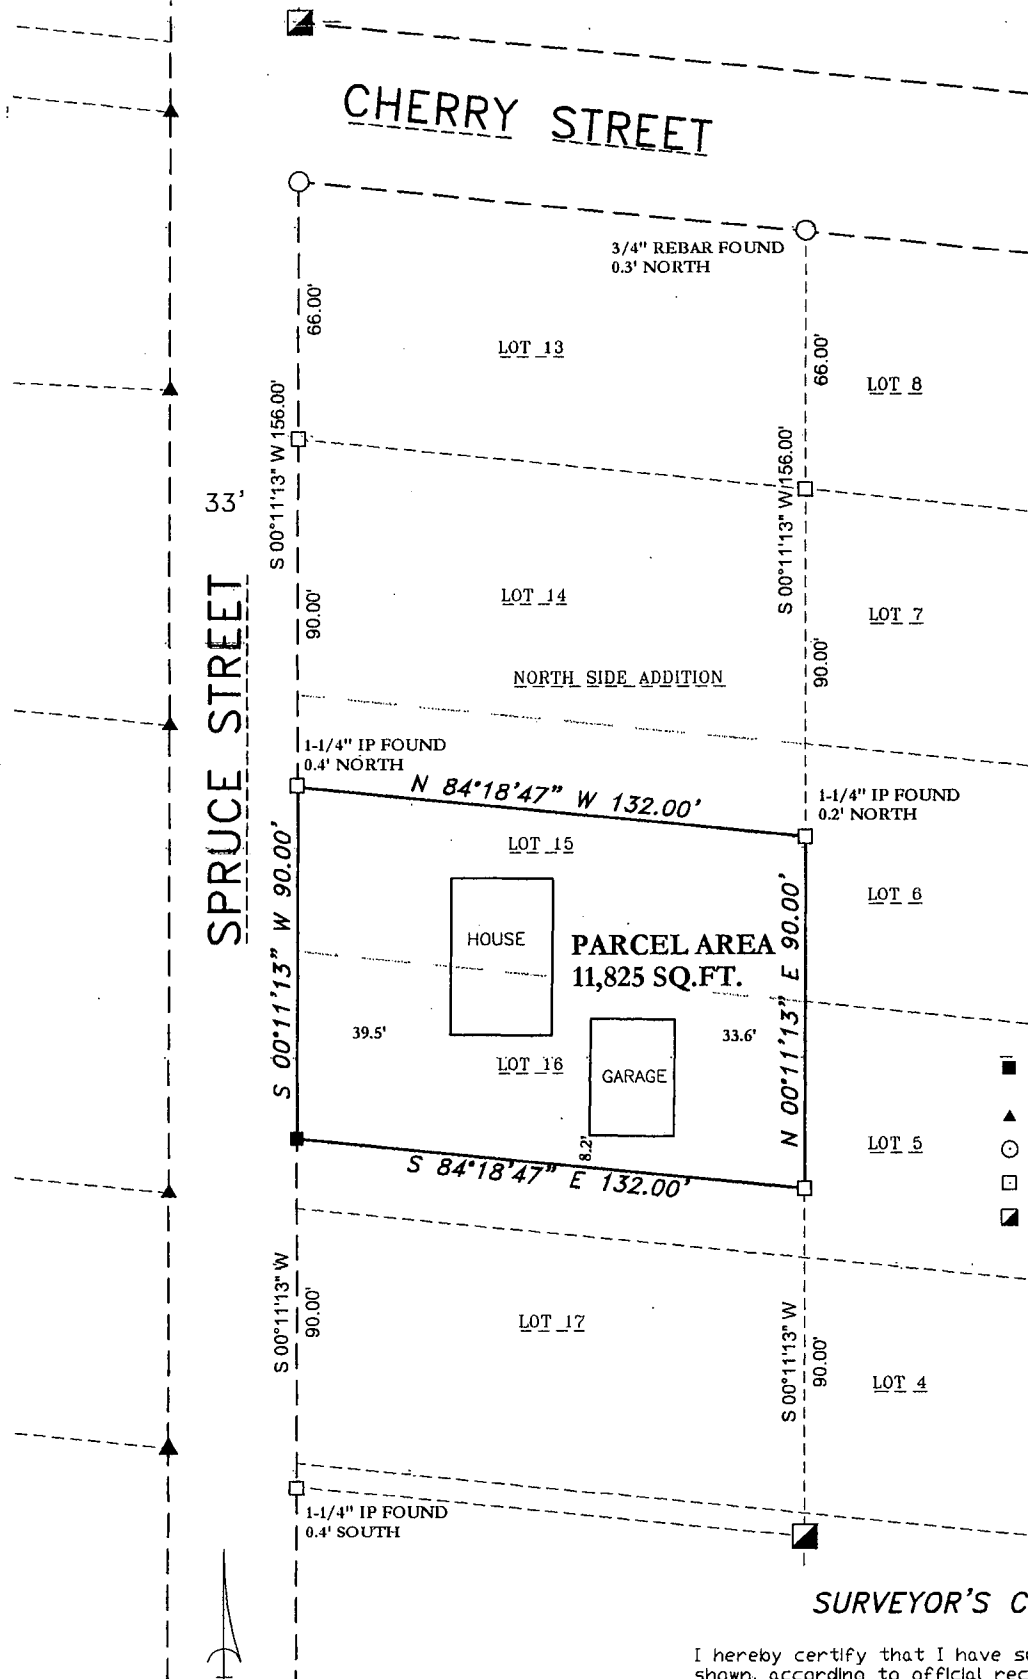 CHERRY STREET
3/4" REBAR FOUND
0.3' NORTH
66.00'
66.00'
LOT 13
LOT 8
S 00°11'13" W 156.00'
S 00°11'13" W 156.00'
33'
SPRUCE STREET
90.00'
LOT 14
LOT 7
90.00'
NORTH SIDE ADDITION
1-1/4" IP FOUND
0.4' NORTH
N 84°18'47" W 132.00'
1-1/4" IP FOUND
0.2' NORTH
LOT 15
S 00°11'13" W 90.00'
N 00°11'13" E 90.00'
LOT 6
HOUSE
PARCEL AREA
11,825 SQ.FT.
39.5'
33.6'
LOT 16
GARAGE
8.2'
LOT 5
S 84°18'47" E 132.00'
S 00°11'13" W
90.00'
LOT 17
S 00°11'13" W
90.00'
LOT 4
1-1/4" IP FOUND
0.4' SOUTH
SURVEYOR'S C
I hereby certify that I have s
shown, according to official rec